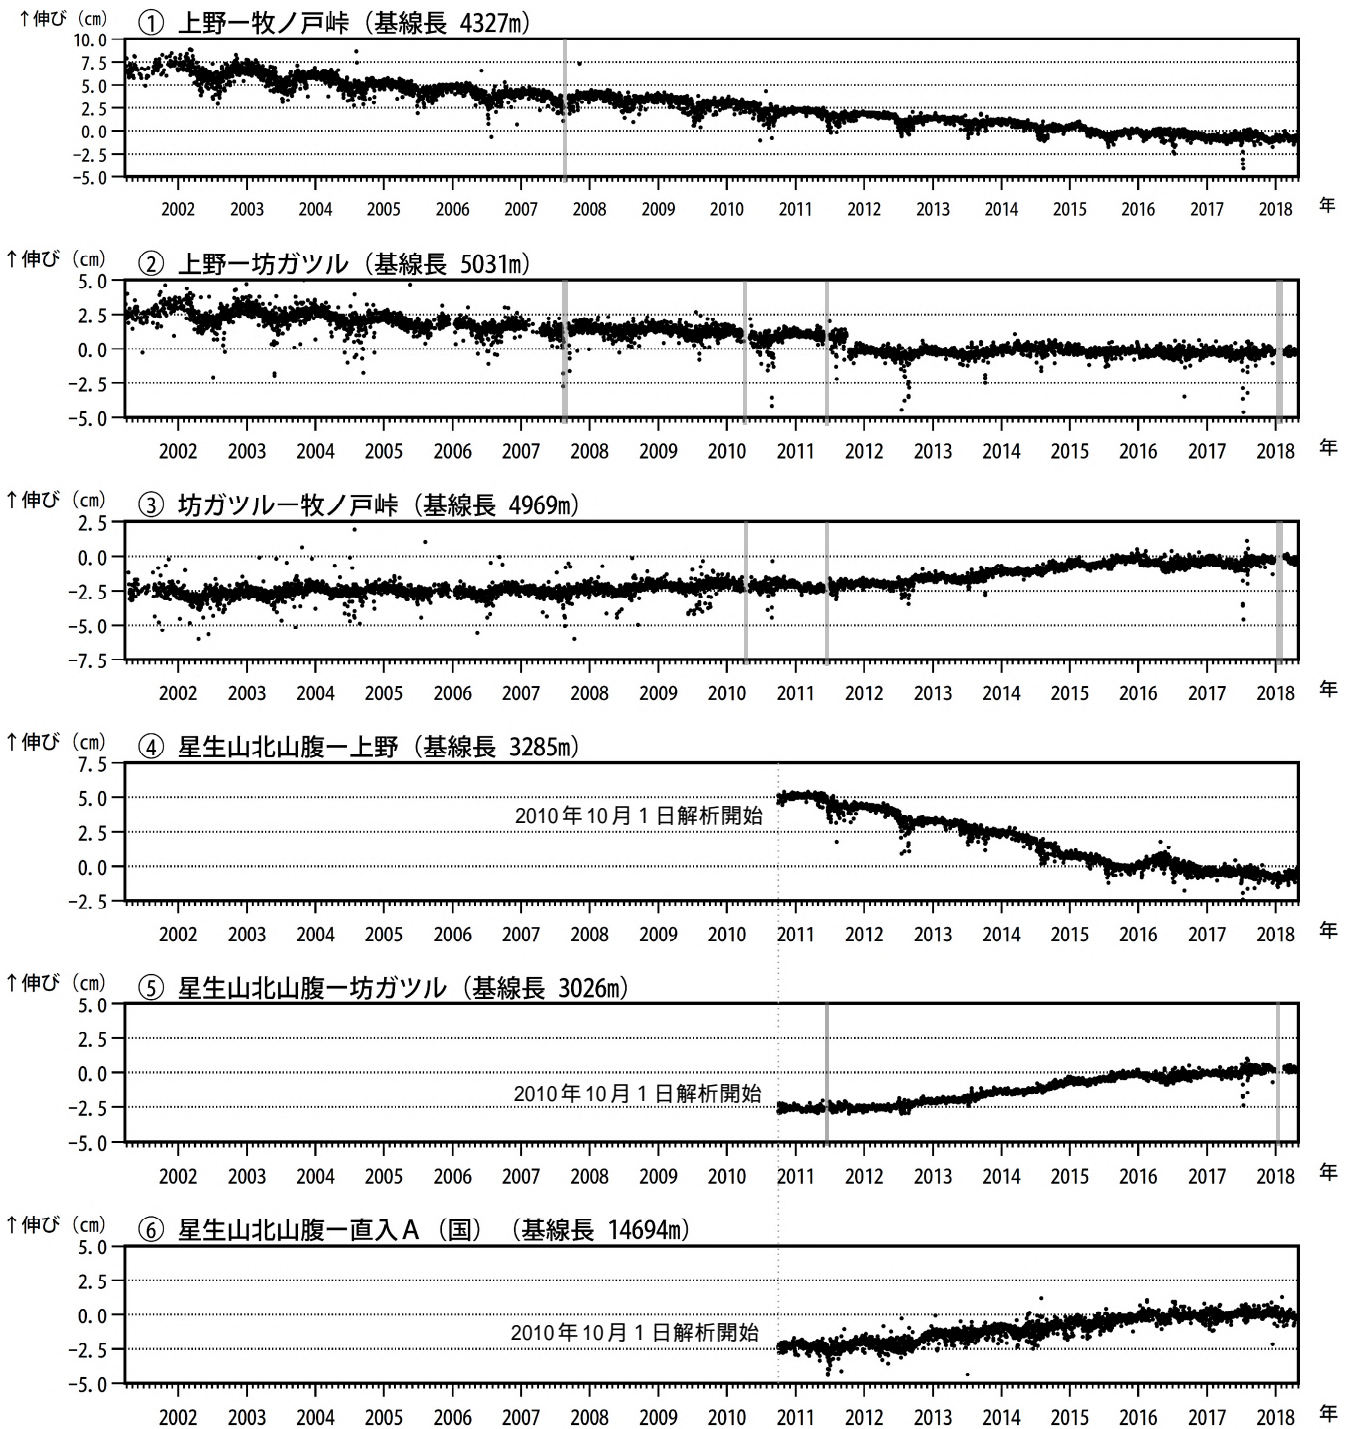 ↑伸び（cm） ① 上野ー牧ノ戸峠（基線長 4327m）
10.0
7.5
5.0
2.5
0.0
−2.5
−5.0
2002 2003 2004 2005 2006 2007 2008 2009 2010 2011 2012 2013 2014 2015 2016 2017 2018 年
↑伸び（cm） ② 上野ー坊ガツル（基線長 5031m）
5.0
2.5
0.0
−2.5
−5.0
2002 2003 2004 2005 2006 2007 2008 2009 2010 2011 2012 2013 2014 2015 2016 2017 2018 年
↑伸び（cm） ③ 坊ガツル―牧ノ戸峠（基線長 4969m）
2.5
0.0
−2.5
−5.0
−7.5
2002 2003 2004 2005 2006 2007 2008 2009 2010 2011 2012 2013 2014 2015 2016 2017 2018 年
↑伸び（cm） ④ 星生山北山腹ー上野（基線長 3285m）
7.5
5.0
2010年10月1日解析開始
2.5
0.0
−2.5
2002 2003 2004 2005 2006 2007 2008 2009 2010 2011 2012 2013 2014 2015 2016 2017 2018 年
↑伸び（cm） ⑤ 星生山北山腹ー坊ガツル（基線長 3026m）
5.0
2.5
0.0
2010年10月1日解析開始
−2.5
−5.0
2002 2003 2004 2005 2006 2007 2008 2009 2010 2011 2012 2013 2014 2015 2016 2017 2018 年
↑伸び（cm） ⑥ 星生山北山腹ー直入A（国）（基線長 14694m）
5.0
2.5
0.0
2010年10月1日解析開始
−2.5
−5.0
2002 2003 2004 2005 2006 2007 2008 2009 2010 2011 2012 2013 2014 2015 2016 2017 2018 年